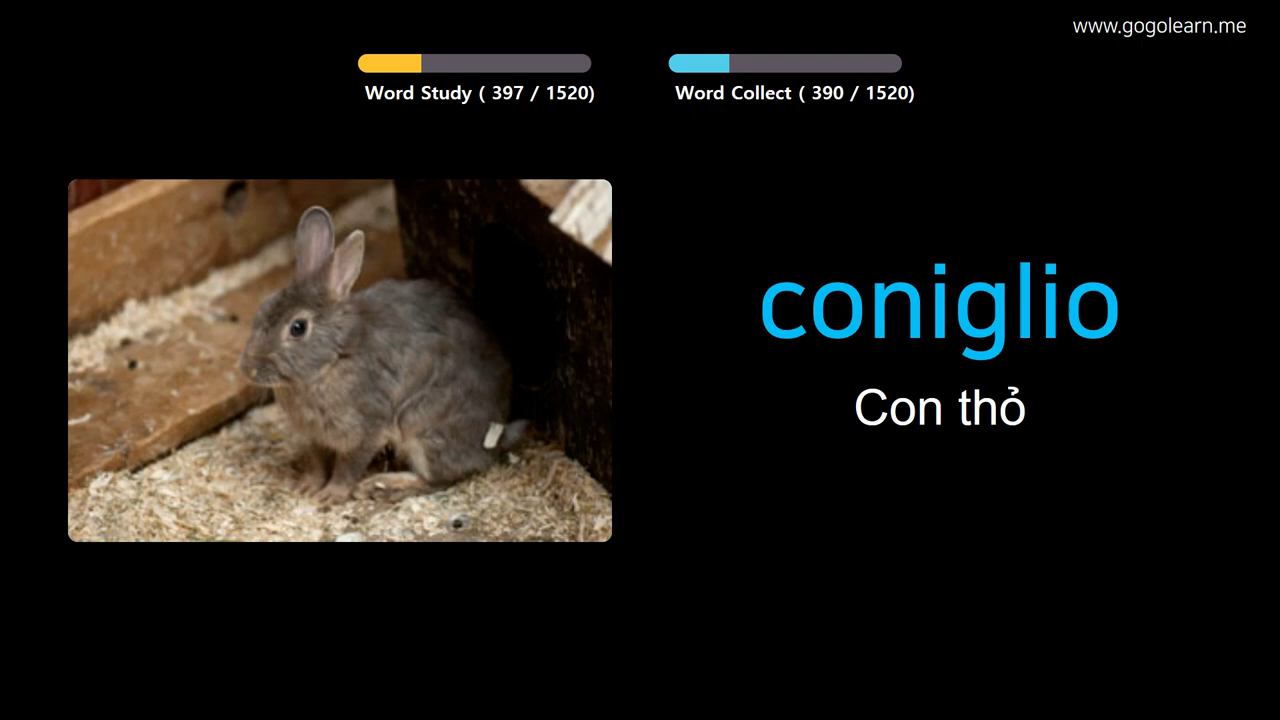 www.gogolearn.me
Word Study ( 397 / 1520)
Word Collect ( 390 / 1520)
coniglio
Con thỏ